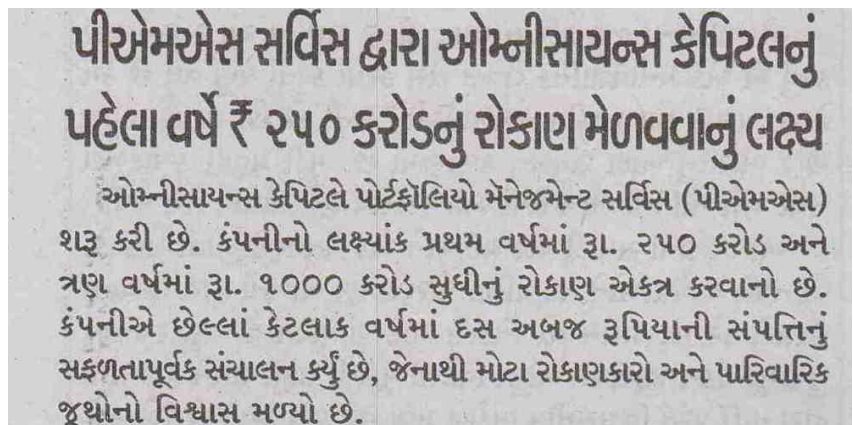 પીએમએસ સર્વિસ દ્વારા ઓમ્નીસાયન્સ કેપિટલનું
પહેલા વર્ષે ₹ ૨૫૦ કરોડનું રોકાણ મેળવવાનું લક્ષ્ય
ઓમ્નીસાયન્સ કેપિટલે પોર્ટફૉલિયો મૅનેજમેન્ટ સર્વિસ (પીએમએસ)
શરૂ કરી છે. કંપનીનો લક્ષ્યાંક પ્રથમ વર્ષમાં રૂા. ૨૫૦ કરોડ અને
ત્રણ વર્ષમાં રૂા. ૧૦૦૦ કરોડ સુધીનું રોકાણ એકત્ર કરવાનો છે.
કંપનીએ છેલ્લાં કેટલાક વર્ષમાં દસ અબજ રૂપિયાની સંપત્તિનું
સફળતાપૂર્વક સંચાલન કર્યું છે, જેનાથી મોટા રોકાણકારો અને પારિવારિક
જૂથોનો વિશ્વાસ મળ્યો છે.